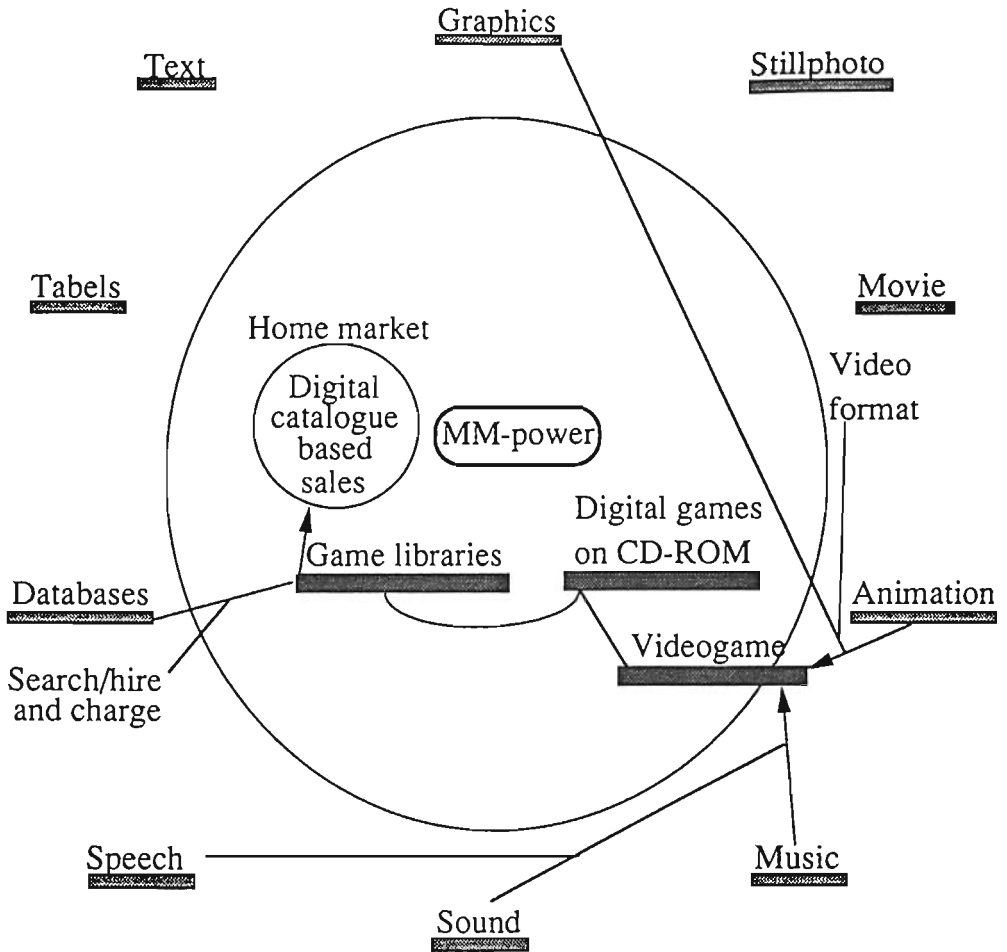 Graphics
Text
Stillphoto
Tabels
Movie
Home market
Digital
catalogue
based
sales
MM-power
Video
format
Digital games
on CD-ROM
Game libraries
Databases
Animation
Videogame
Search/hire
and charge
Speech
Music
Sound